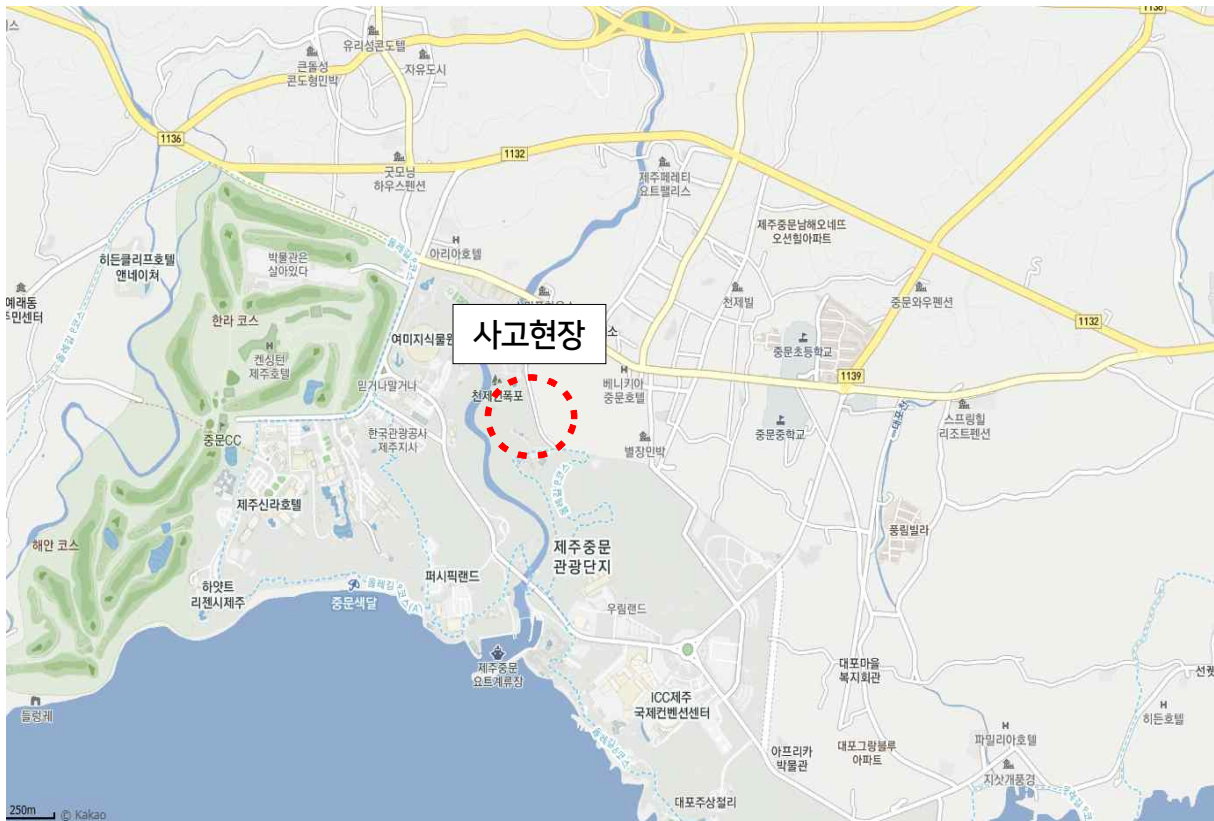 1136
스
유리성콘도텔
큰돌성
콘도형민박
자유도시
1136
1132
굿모닝
하우스펜션
제주페레티
요트팰리스
제주중문남해오네뜨
오션힐아파트
아리아호텔
히든클리프호텔
앤네이쳐
박물관은
살아있다
예래동
주민센터
한라 코스
천제빌
중문와우펜션
1132
여미지식물원
사고현장
소
켄싱턴
제주호텔
중문초등학교
1139
믿거나말거나
천제연폭포
베니키아
중문호텔
대포천
스프링힐
리조트펜션
중문CC
한국관광공사
제주지사
별장민박
중문중학교
제주신라호텔
풍림빌라
해안 코스
제주중문
관광단지
하얏트
리젠시제주
중문색달
퍼시픽랜드
우림랜드
제주중문
요트계류장
대포마을
복지회관
선궷
ICC제주
국제컨벤션센터
들렁궤
히든호텔
파밀리아호텔
아프리카
박물관
대포그랑블루
아파트
지삿개풍경
대포주상절리
250m
© Kakao